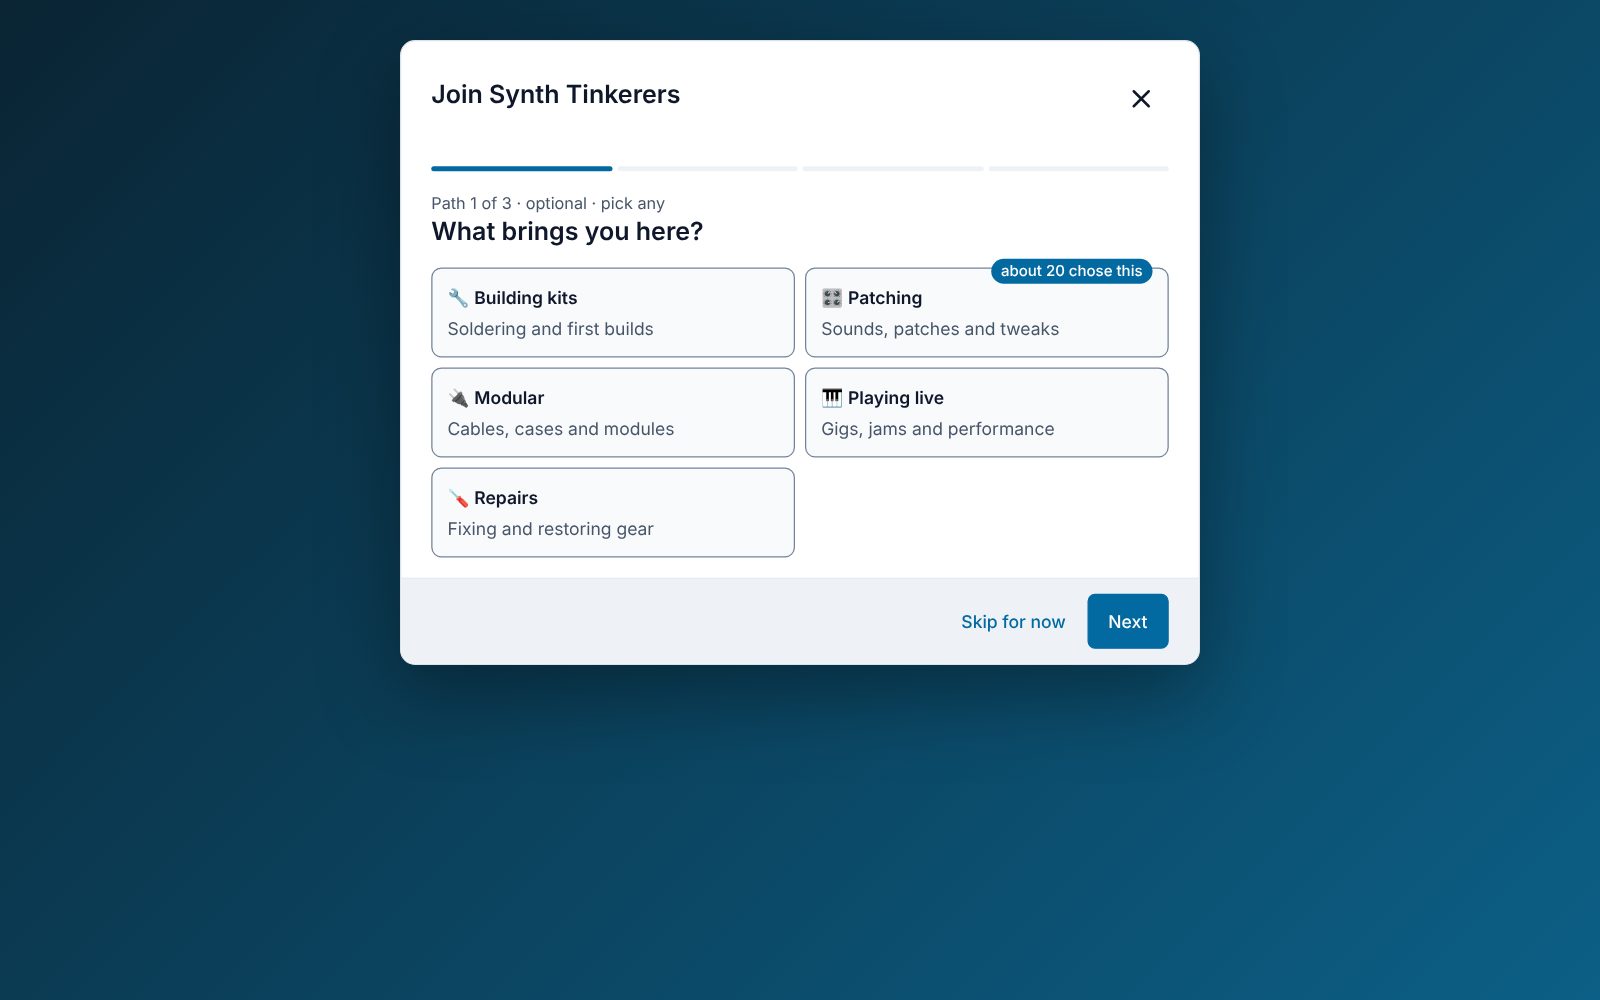 Join Synth Tinkerers
Path 1 of 3 · optional · pick any
What brings you here?
Building kits
Soldering and first builds
about 20 chose this
Patching
Sounds, patches and tweaks
Modular
Cables, cases and modules
Playing live
Gigs, jams and performance
Repairs
Fixing and restoring gear
Skip for now
Next